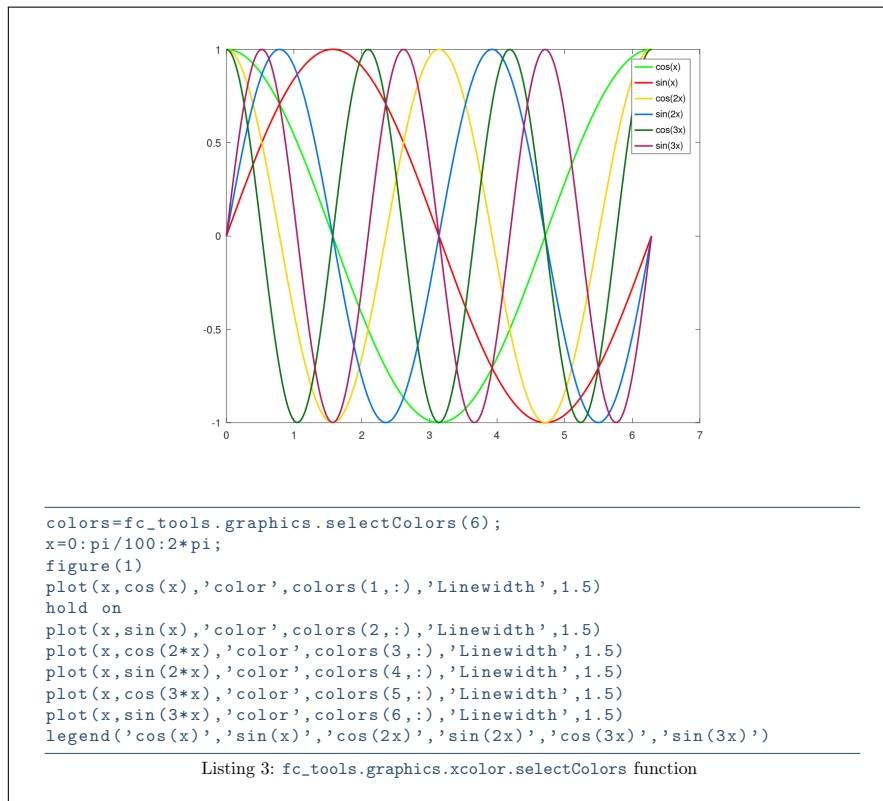 1
0.5
0
-0.5
-1
0 1 2 3 4 5 6 7
cos(x)
sin(x)
cos(2x)
sin(2x)
cos(3x)
sin(3x)
colors=fc_tools.graphics.selectColors(6);
x=0:pi/100:2*pi;
figure(1)
plot(x,cos(x),'color',colors(1,:),'Linewidth',1.5)
hold on
plot(x,sin(x),'color',colors(2,:),'Linewidth',1.5)
plot(x,cos(2*x),'color',colors(3,:),'Linewidth',1.5)
plot(x,sin(2*x),'color',colors(4,:),'Linewidth',1.5)
plot(x,cos(3*x),'color',colors(5,:),'Linewidth',1.5)
plot(x,sin(3*x),'color',colors(6,:),'Linewidth',1.5)
legend('cos(x)','sin(x)','cos(2x)','sin(2x)','cos(3x)','sin(3x)')
Listing 3: fc_tools.graphics.xcolor.selectColors function